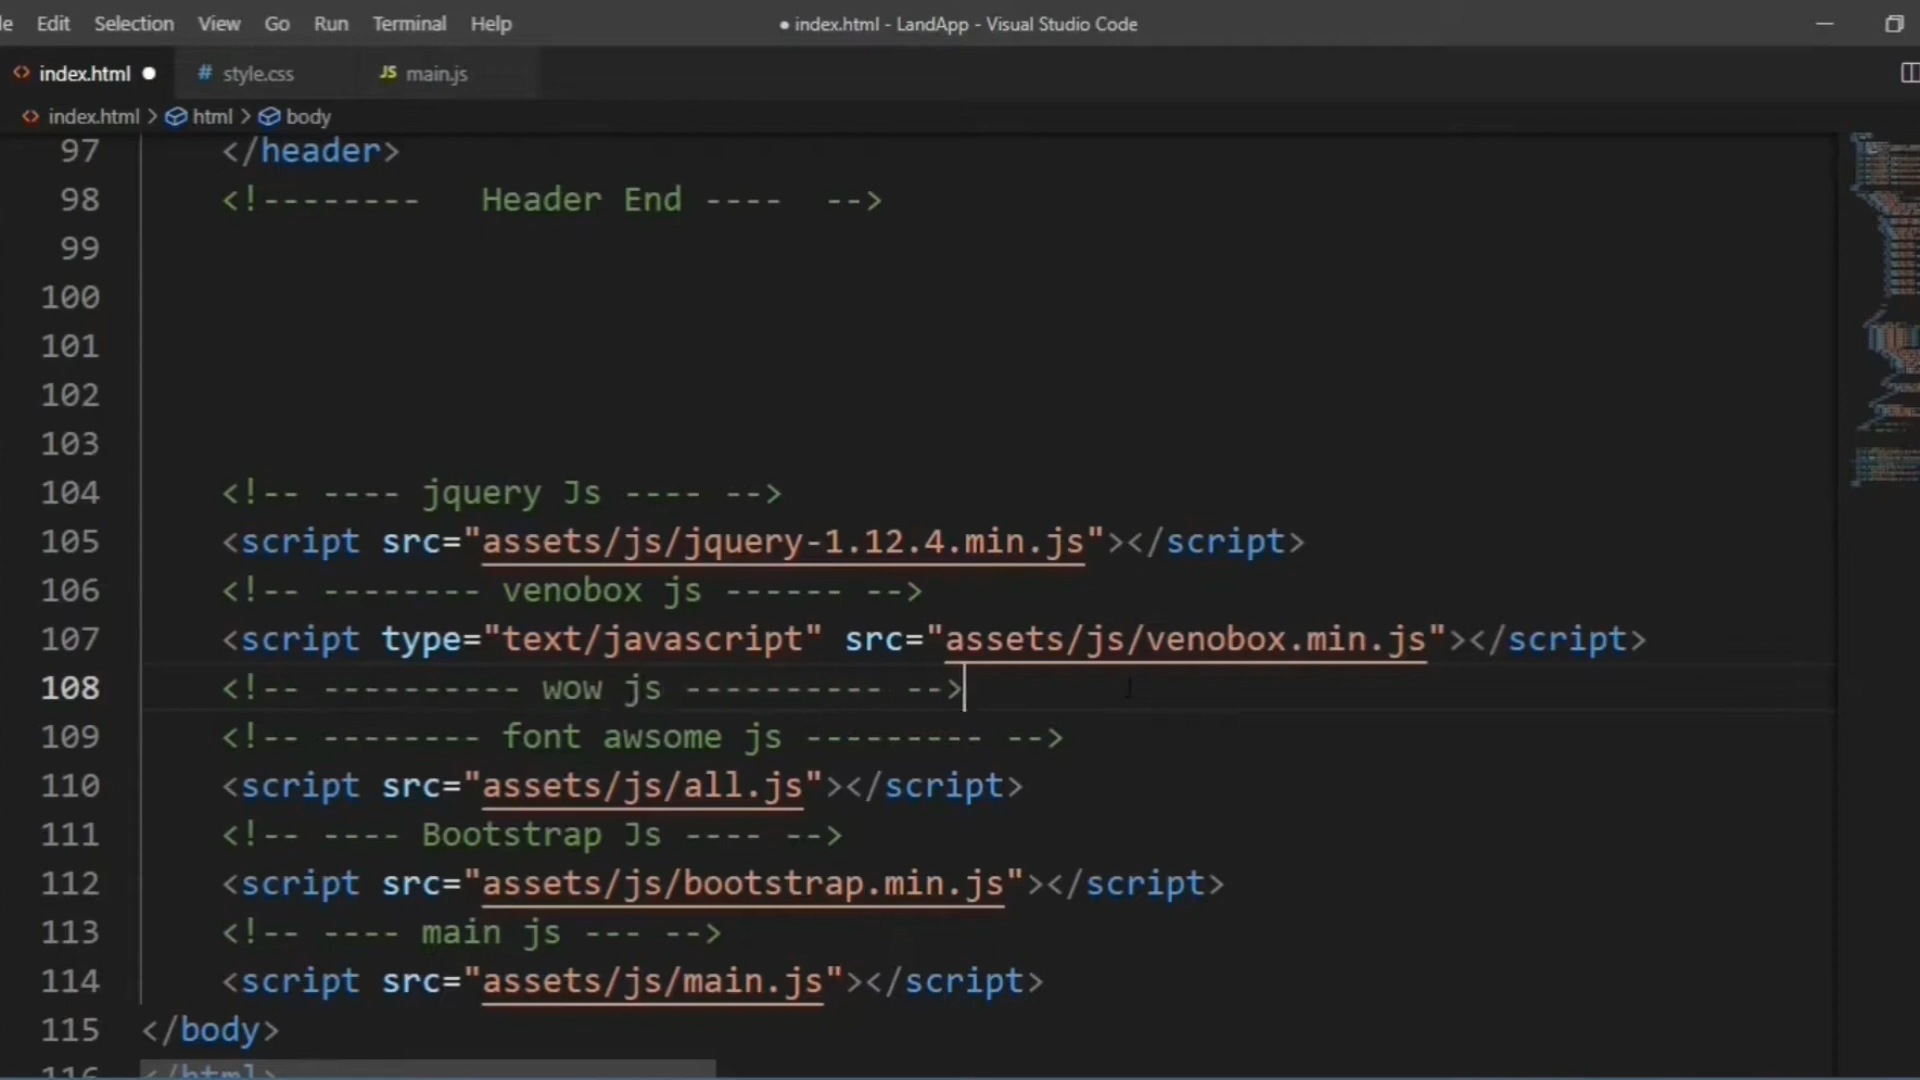 Edit Selection View Go Run Terminal Help ● index.html - LandApp - Visual Studio Code
<> index.html ● # style.css JS main.js
<> index.html > html > body
97 </header>
98 <!-------- Header End ---- -->
99
100
101
102
103
104 <!-- ---- jquery Js ---- -->
105 <script src="assets/js/jquery-1.12.4.min.js"></script>
106 <!-- -------- venobox js ------ -->
107 <script type="text/javascript" src="assets/js/venobox.min.js"></script>
108 <!-- ---------- wow js ---------- -->
109 <!-- -------- font awsome js --------- -->
110 <script src="assets/js/all.js"></script>
111 <!-- ---- Bootstrap Js ---- -->
112 <script src="assets/js/bootstrap.min.js"></script>
113 <!-- ---- main js --- -->
114 <script src="assets/js/main.js"></script>
115 </body>
116 </html>